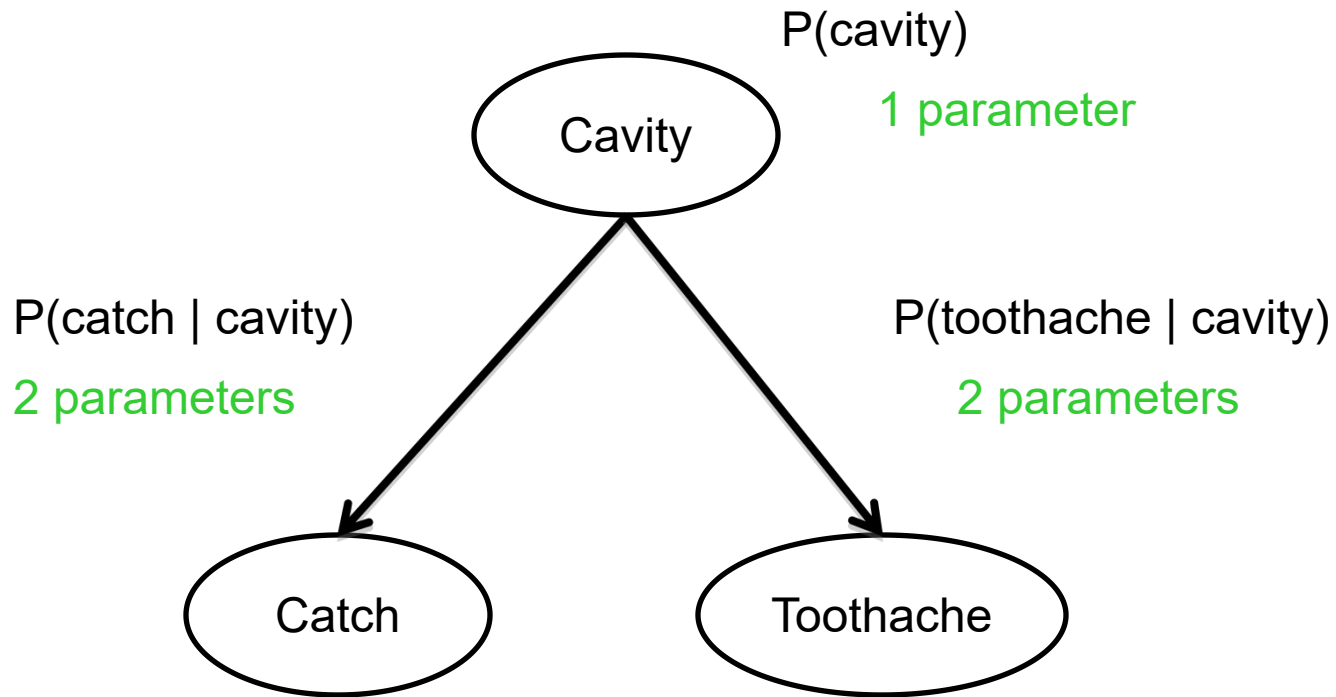 P(cavity)
1 parameter
Cavity
P(catch | cavity)
2 parameters
P(toothache | cavity)
2 parameters
Catch
Toothache